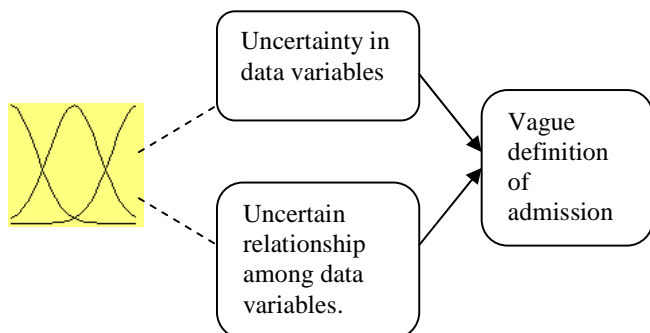 Uncertainty in
data variables
Vague
definition
of
admission
Uncertain
relationship
among data
variables.